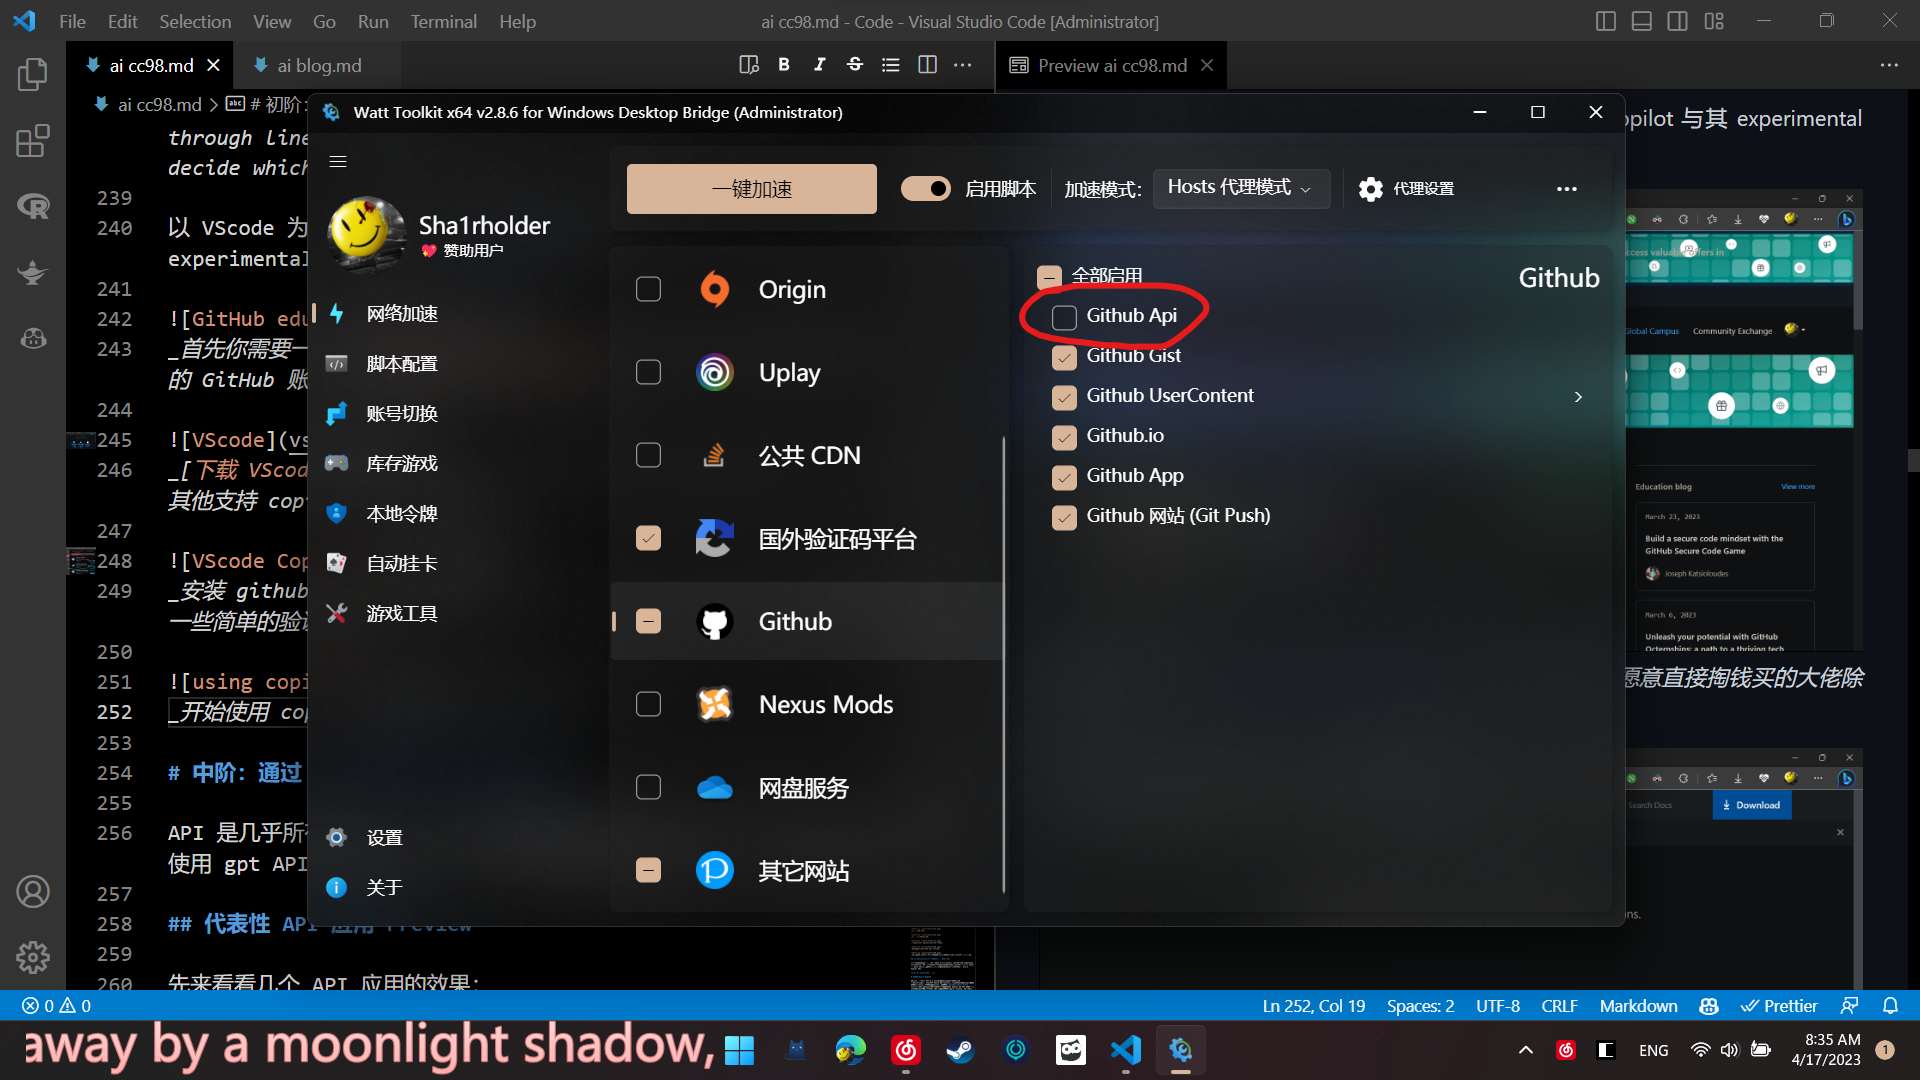 File Edit Selection View Go Run Terminal Help
ai cc98.md - Code - Visual Studio Code [Administrator]
ai cc98.md
ai blog.md
Preview ai cc98.md
ai cc98.md > # 初阶:
through line
decide which
239
240 以 VScode 为
experimental
241
242 ![GitHub edu
243 _首先你需要一
的 GitHub 账
244
245 ![VScode](vs
246 _[下载 VScod
其他支持 cop
247
248 ![VScode Cop
249 _安装 github
一些简单的验证
250
251 ![using copi
252 _开始使用 cop
253
254 # 中阶: 通过
255
256 API 是几乎所有
使用 gpt API
257
258 ## 代表性 API 应用 Preview
259
260 先来看看几个 API 应用的效果:
Watt Toolkit x64 v2.8.6 for Windows Desktop Bridge (Administrator)
Sha1rholder
赞助用户
网络加速
脚本配置
账号切换
库存游戏
本地令牌
自动挂卡
游戏工具
设置
关于
一键加速
启用脚本
加速模式:
Hosts 代理模式
代理设置
Origin
Uplay
公共 CDN
国外验证码平台
Github
Nexus Mods
网盘服务
其它网站
全部启用
Github
Github Api
Github Gist
Github UserContent
Github.io
Github App
Github 网站 (Git Push)
opilot 与其 experimental
ccess valuable offers in
Global Campus Community Exchange
Education blog View more
March 23, 2023
Build a secure code mindset with the
GitHub Secure Code Game
Joseph Katsioloudes
March 6, 2023
Unleash your potential with GitHub
Octernships: a path to a thriving tech
愿意直接掏钱买的大佬除
Search Docs
Download
ons.
0 0
Ln 252, Col 19 Spaces: 2 UTF-8 CRLF Markdown Prettier
away by a moonlight shadow,
ENG
8:35 AM
4/17/2023
1